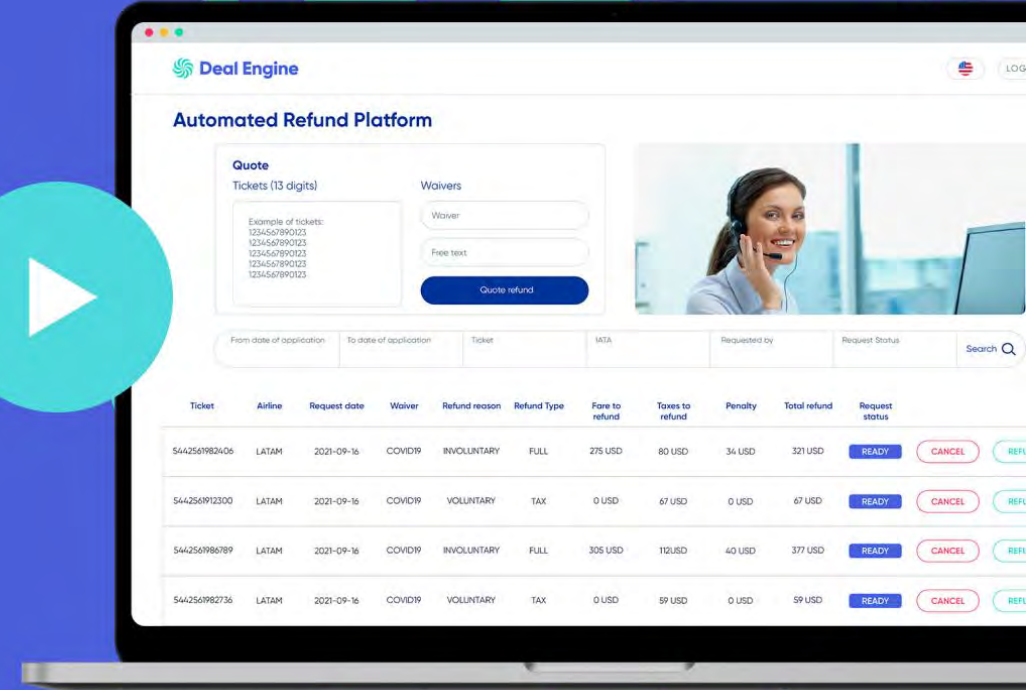 Deal Engine
LOG
Automated Refund Platform
Quote
Tickets (13 digits)
Waivers
Example of tickets:
1234567890123
1234567890123
1234567890123
1234567890123
1234567890123
Waiver
Free text
Quote refund
From date of application To date of application Ticket IATA Requested by Request Status Search
Ticket Airline Request date Waiver Refund reason Refund Type Fare to refund Taxes to refund Penalty Total refund Request status
5442561982406 LATAM 2021-09-16 COVID19 INVOLUNTARY FULL 275 USD 80 USD 34 USD 321 USD READY CANCEL REFU
5442561912300 LATAM 2021-09-16 COVID19 VOLUNTARY TAX 0 USD 67 USD 0 USD 67 USD READY CANCEL REFU
5442561986789 LATAM 2021-09-16 COVID19 INVOLUNTARY FULL 305 USD 112USD 40 USD 377 USD READY CANCEL REFU
5442561982736 LATAM 2021-09-16 COVID19 VOLUNTARY TAX 0 USD 59 USD 0 USD 59 USD READY CANCEL REFU